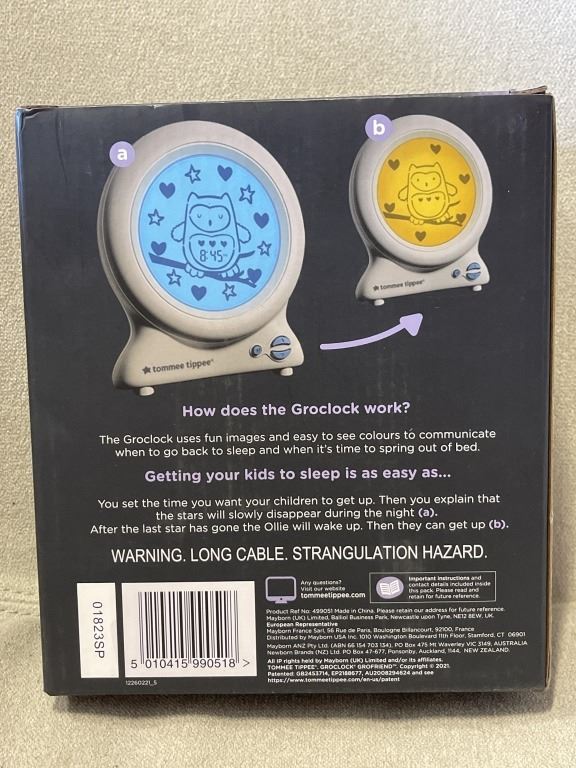 a
b
8:45
tommee tippee®
tommee tippee®
How does the Groclock work?
The Groclock uses fun images and easy to see colours to communicate
when to go back to sleep and when it's time to spring out of bed.
Getting your kids to sleep is as easy as...
You set the time you want your children to get up. Then you explain that
the stars will slowly disappear during the night (a).
After the last star has gone the Ollie will wake up. Then they can get up (b).
WARNING. LONG CABLE. STRANGULATION HAZARD.
Any questions?
Visit our website
tommeetippee.com
Important instructions and
contact details included inside
this pack. Please read and
retain for future reference.
01823SP
5 010415 990518 >
12260221_5
Product Ref No: 499051 Made in China. Please retain our address for future reference.
Mayborn (UK) Limited, Balliol Business Park, Newcastle upon Tyne, NE12 8EW. UK.
European Representative
Mayborn France Sarl, 56 Rue de Paris, Boulogne Billancourt, 92100, France
Distributed by Mayborn USA Inc. 1010 Washington Boulevard 11th Floor, Stamford, CT 06901
Mayborn ANZ Pty Ltd. (ABN 66 154 703 134), PO Box 475 Mt Waverley VIC 3149, AUSTRALIA
Newborn Brands (NZ) Ltd. PO Box 47-677, Ponsonby, Auckland, 1144, NEW ZEALAND.
All IP rights held by Mayborn (UK) Limited and/or its affiliates.
TOMMEE TIPPEE®, GROCLOCK® GROFRIEND™. Copyright © 2021.
Patented: GB2453714, EP2188677, AU2008294624 and see
https://www.tommeetippee.com/en-us/patent